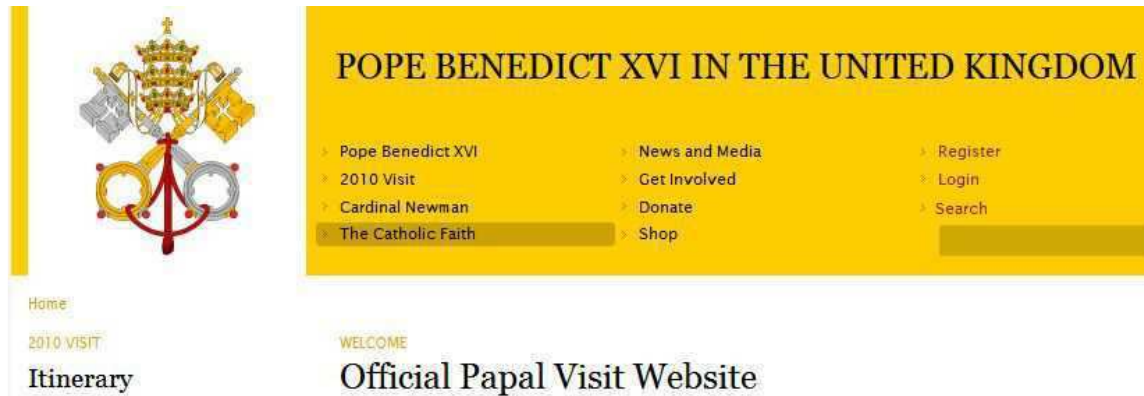 POPE BENEDICT XVI IN THE UNITED KINGDOM
Pope Benedict XVI
2010 Visit
Cardinal Newman
The Catholic Faith
News and Media
Get Involved
Donate
Shop
Register
Login
Search
Home
2010 VISIT
Itinerary
WELCOME
Official Papal Visit Website